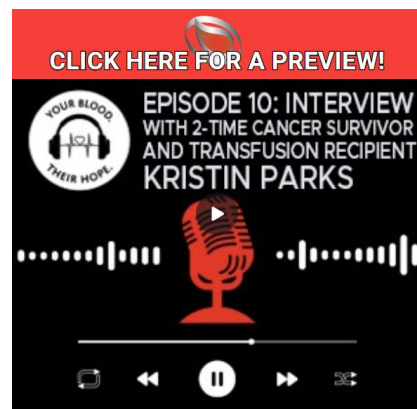 CLICK HERE FOR A PREVIEW!
YOUR BLOOD.
THEIR HOPE.
EPISODE 10: INTERVIEW
WITH 2-TIME CANCER SURVIVOR
AND TRANSFUSION RECIPIENT
KRISTIN PARKS